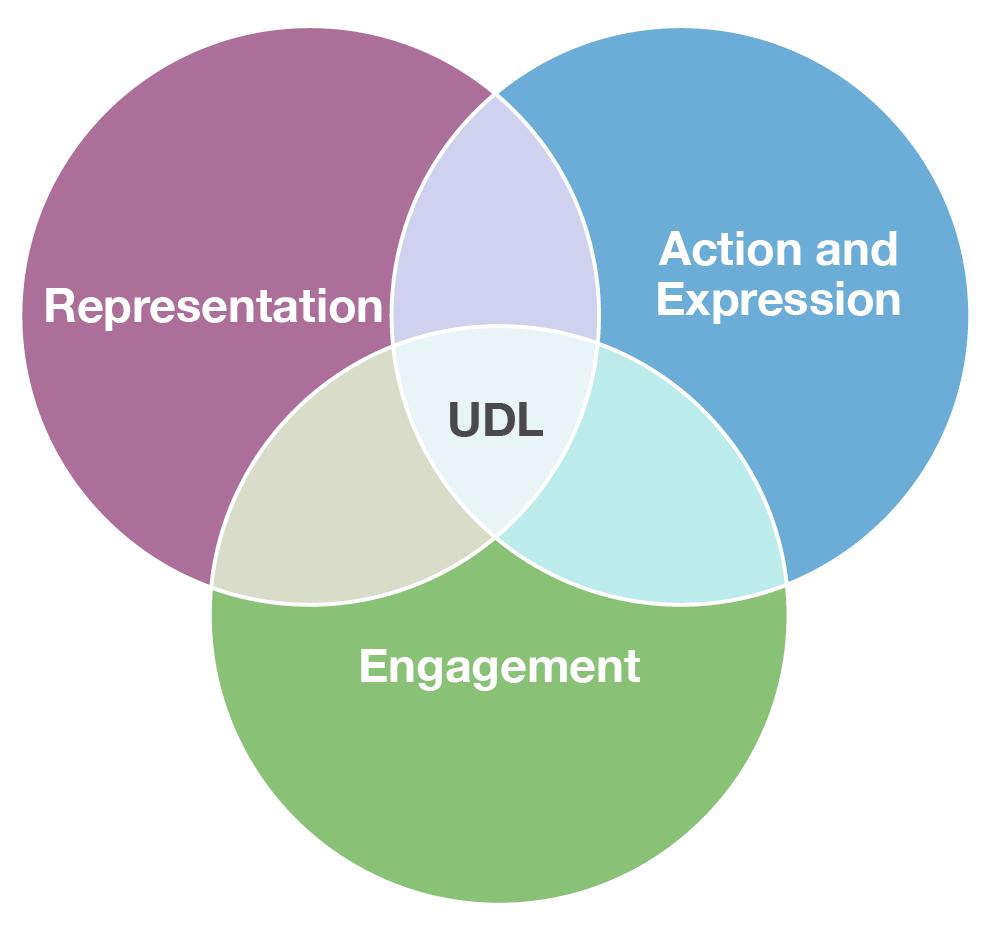 Representation
Action and
Expression
UDL
Engagement